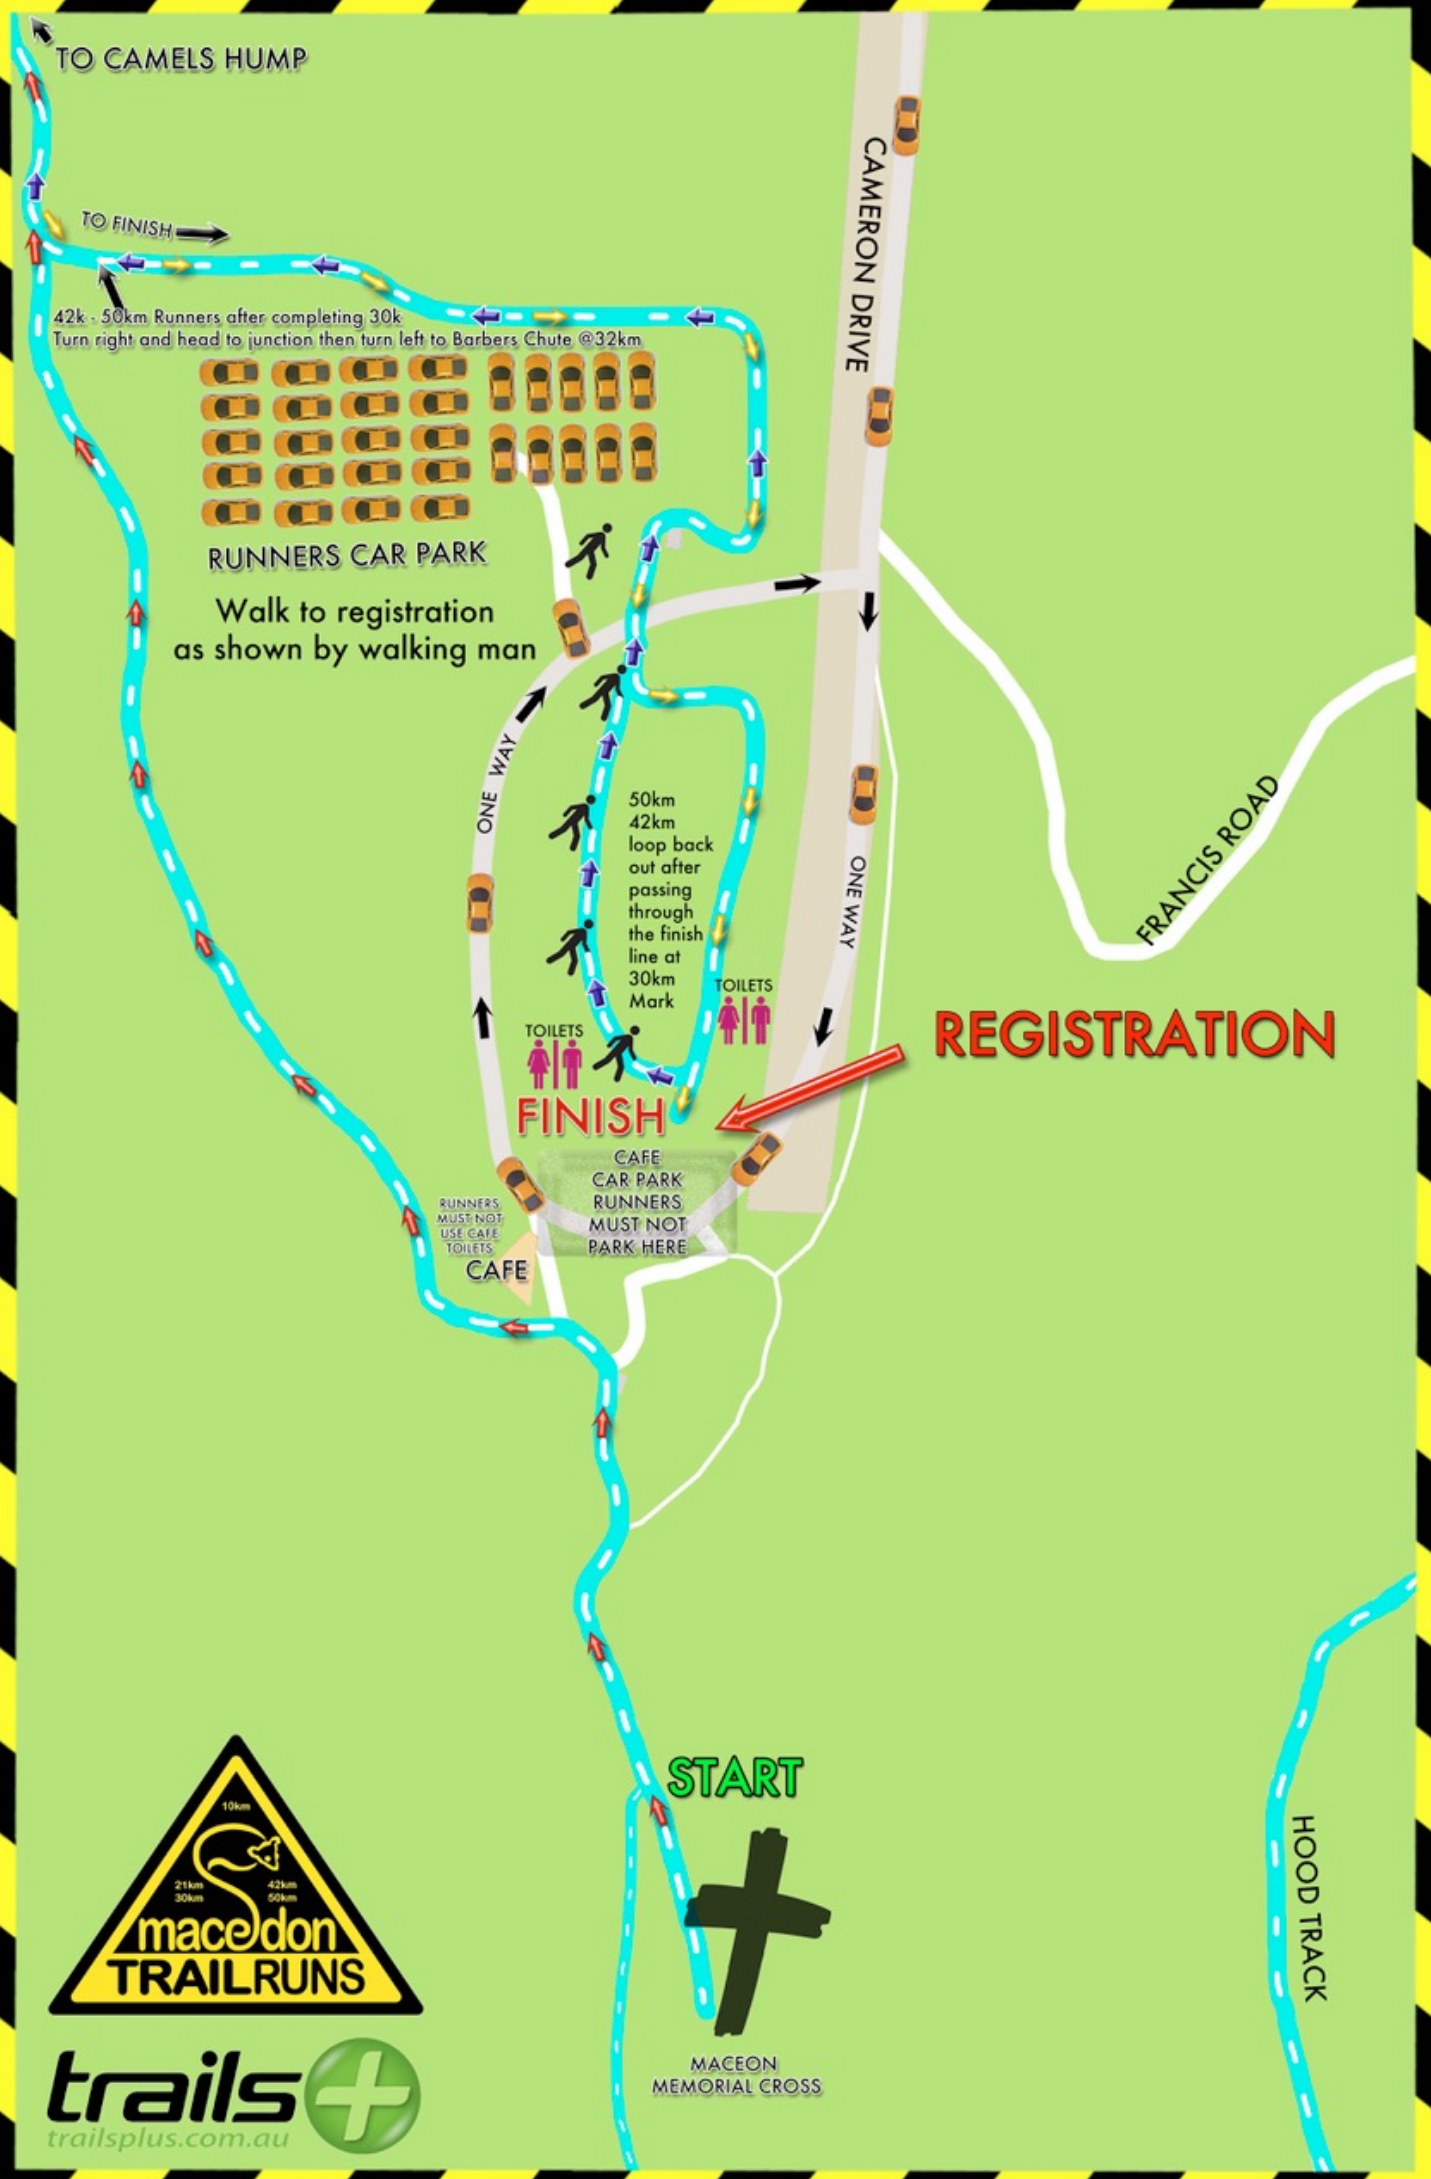 TO CAMELS HUMP
CAMERON DRIVE
TO FINISH
42k - 50km Runners after completing 30k
Turn right and head to junction then turn left to Barbers Chute @32km
RUNNERS CAR PARK
Walk to registration
as shown by walking man
ONE WAY
50km
42km
loop back
out after
passing
through
the finish
line at
30km
Mark
ONE WAY
FRANCIS ROAD
TOILETS
TOILETS
REGISTRATION
FINISH
CAFE
CAR PARK
RUNNERS
MUST NOT
PARK HERE
RUNNERS
MUST NOT
USE CAFE
TOILETS
CAFE
START
HOOD TRACK
MACEON
MEMORIAL CROSS
10km
21km
30km
42km
50km
macedon
TRAILRUNS
trails+
trailsplus.com.au